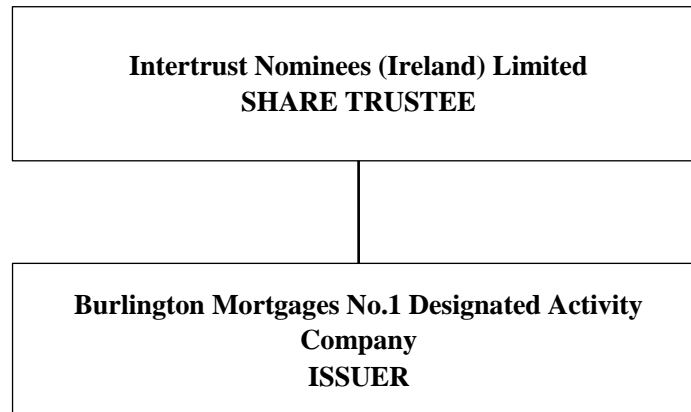 Intertrust Nominees (Ireland) Limited
SHARE TRUSTEE
Burlington Mortgages No.1 Designated Activity
Company
ISSUER